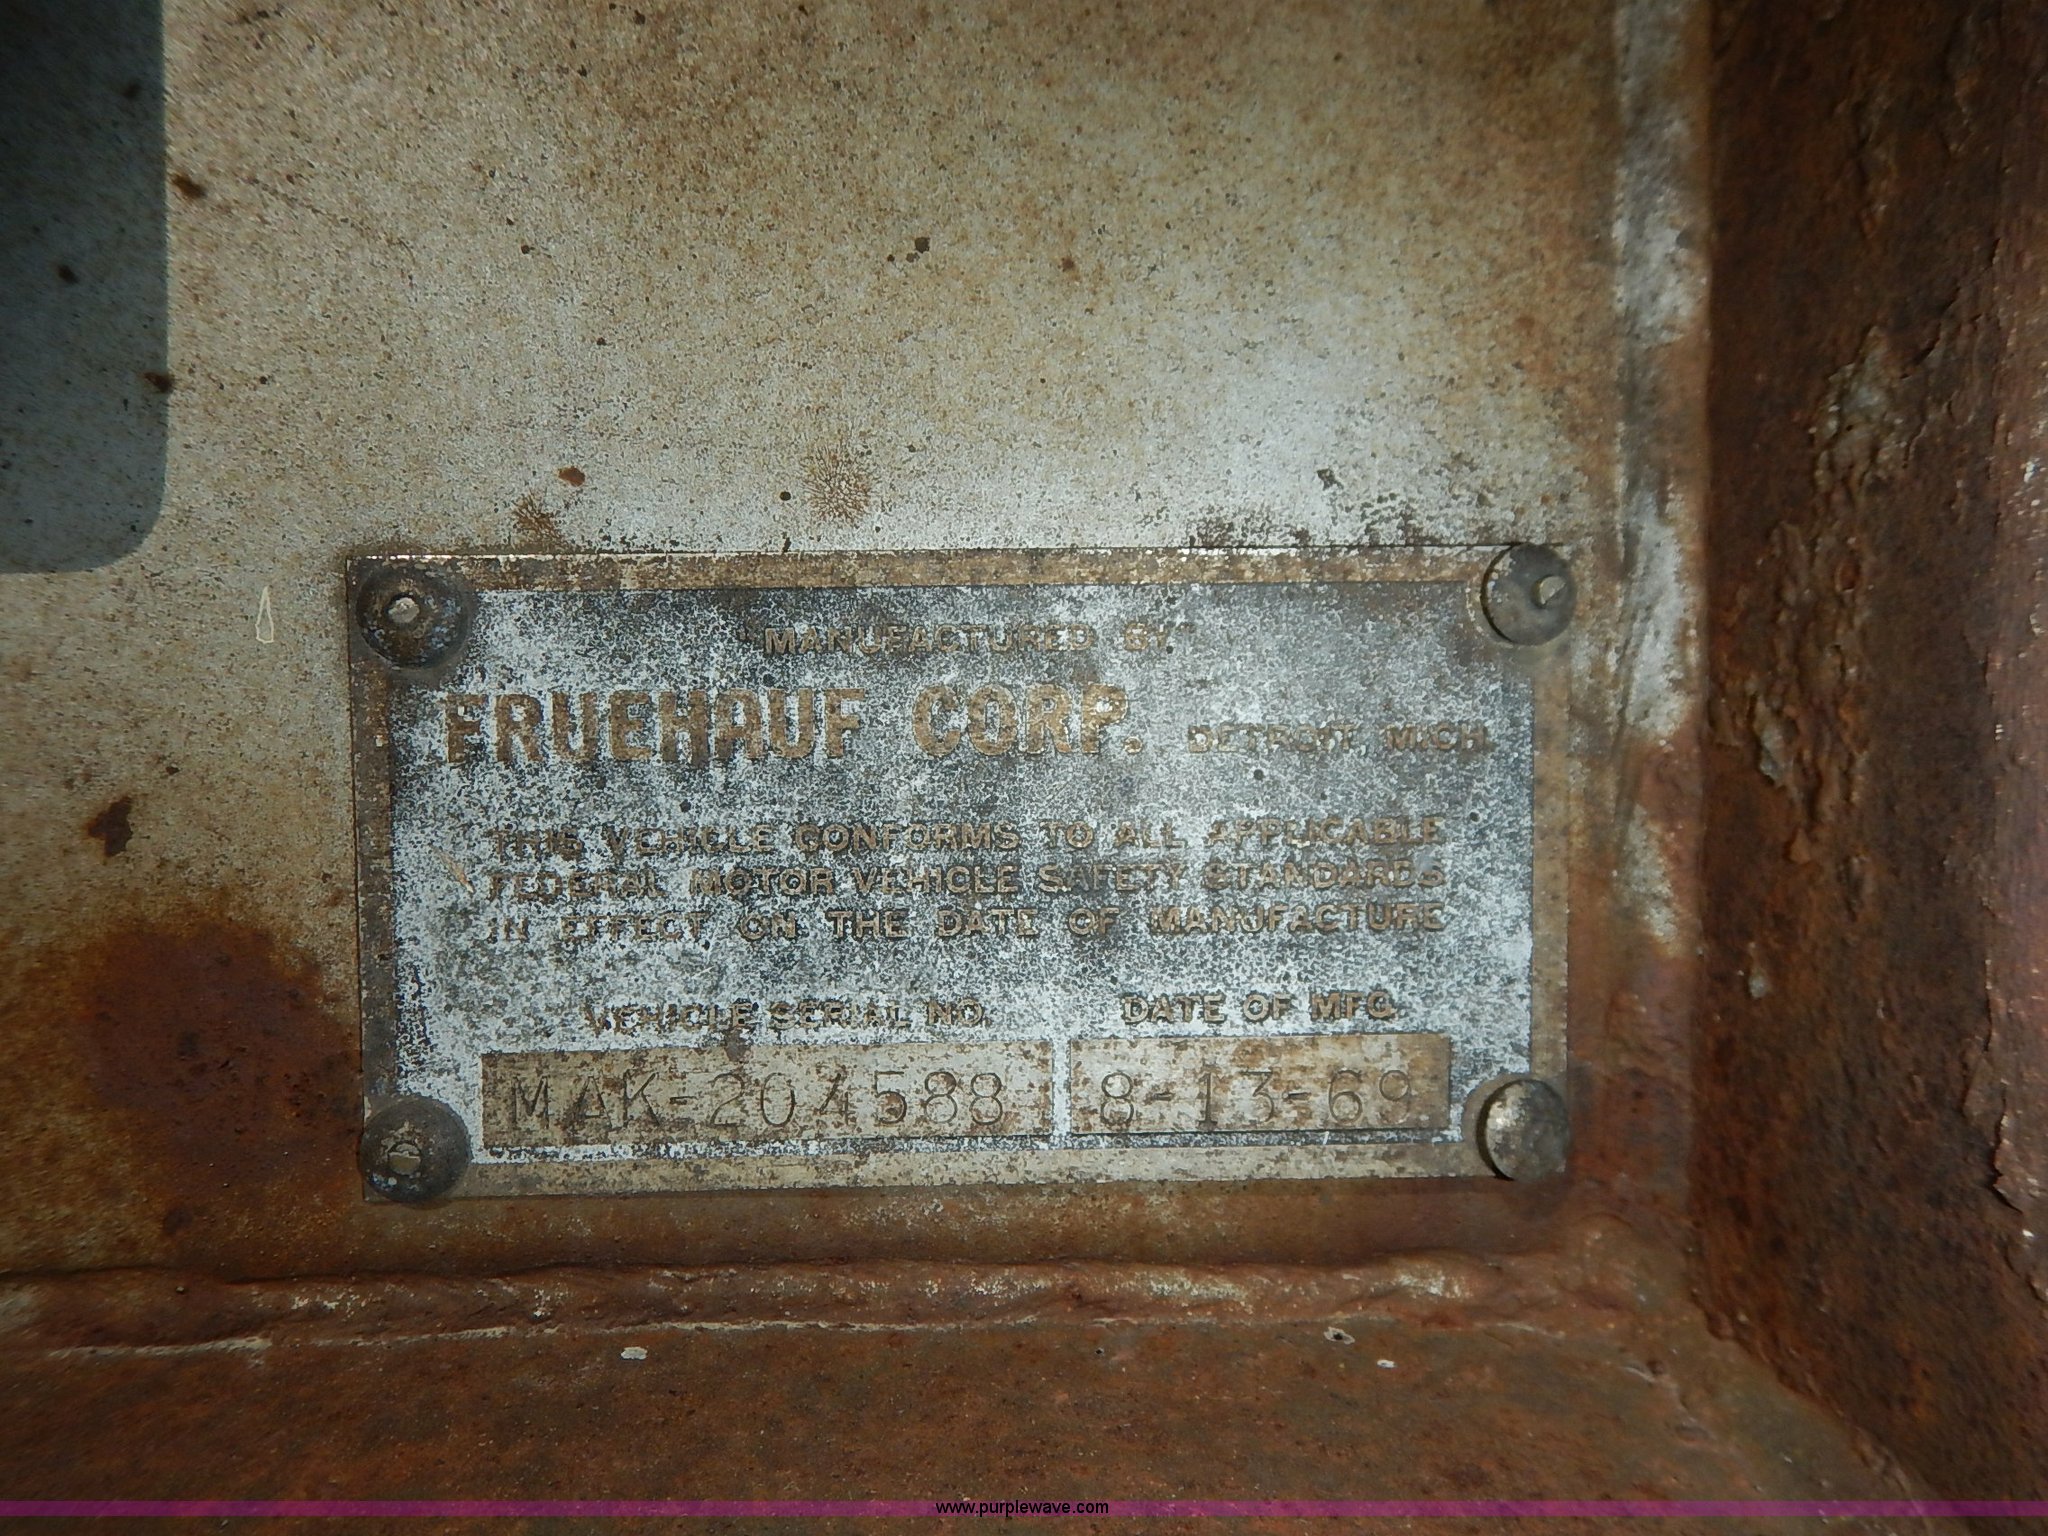 MANUFACTURED BY
FRUEHAUF CORP. DETROIT, MICH.
THIS VEHICLE CONFORMS TO ALL APPLICABLE
FEDERAL MOTOR VEHICLE SAFETY STANDARDS
IN EFFECT ON THE DATE OF MANUFACTURE
VEHICLE SERIAL NO. DATE OF MFG.
MAK-204588 8-13-69
www.purplewave.com